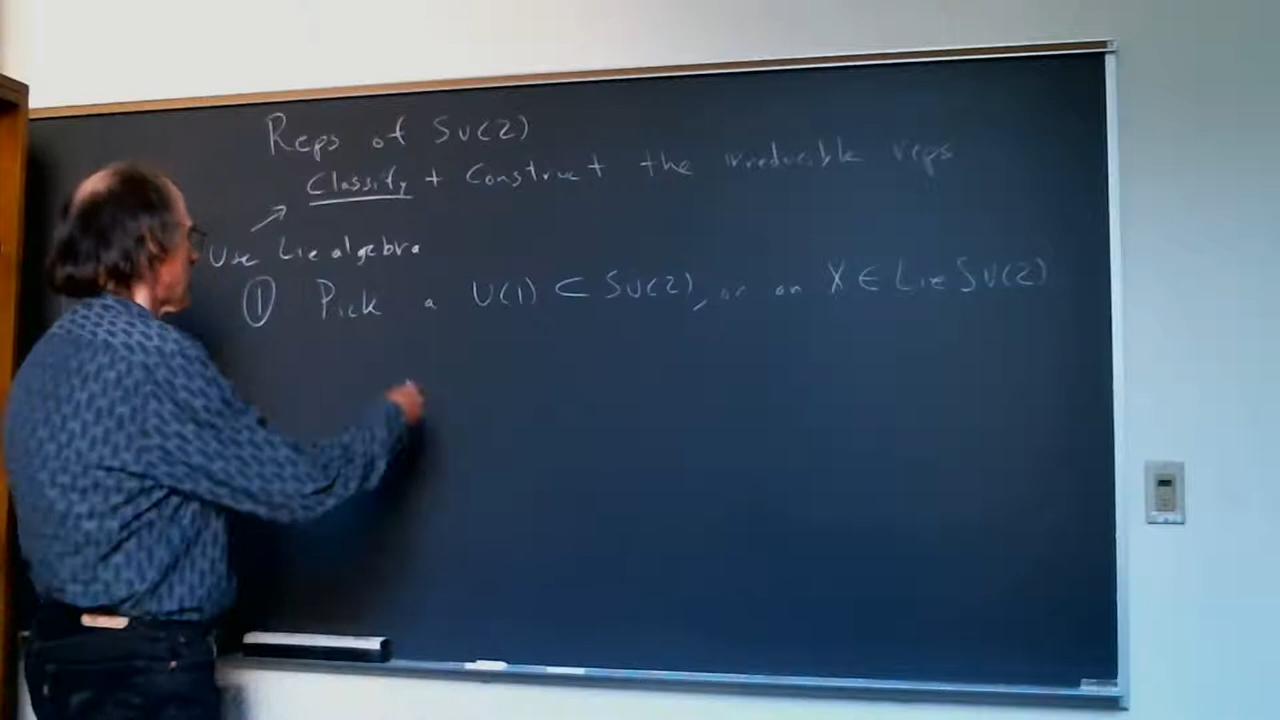 Reps of SU(2)
Classify + Construct the irreducible reps
Use Lie algebra
① Pick a U(1) ⊂ SU(2), or an X ∈ Lie SU(2)